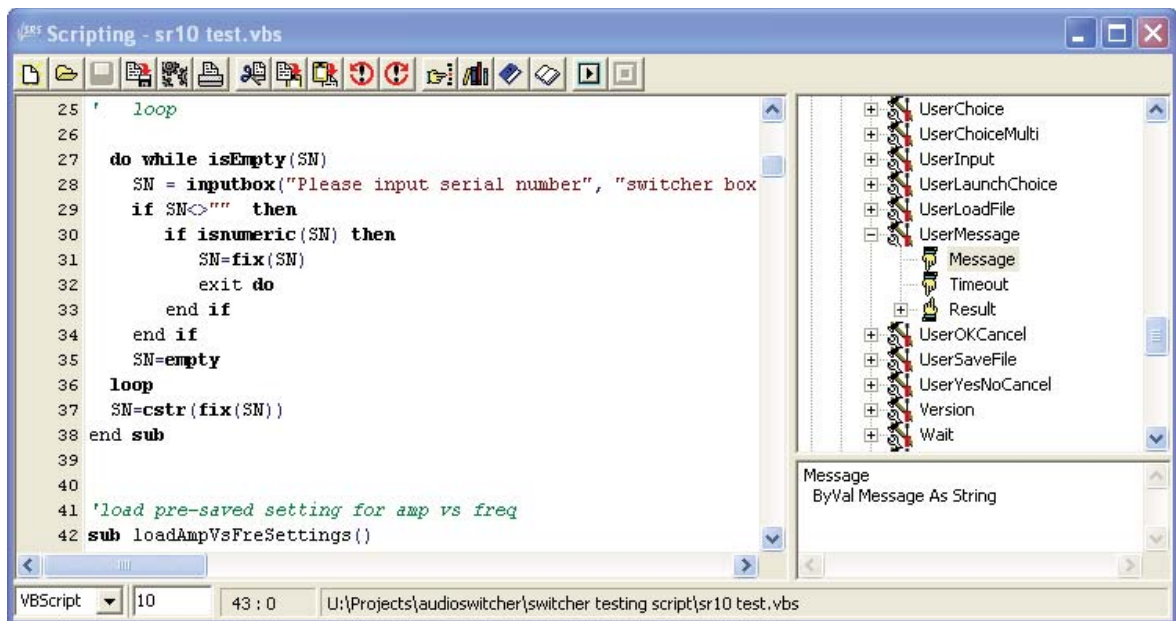 SRS Scripting - sr10 test.vbs
25 ' loop
26
27 do while isEmpty(SN)
28 SN = inputbox("Please input serial number", "switcher box
29 if SN<>"" then
30 if isnumeric(SN) then
31 SN=fix(SN)
32 exit do
33 end if
34 end if
35 SN=empty
36 loop
37 SN=cstr(fix(SN))
38 end sub
39
40
41 'load pre-saved setting for amp vs freq
42 sub loadAmpVsFreSettings()
UserChoice
UserChoiceMulti
UserInput
UserLaunchChoice
UserLoadFile
UserMessage
Message
Timeout
Result
UserOKCancel
UserSaveFile
UserYesNoCancel
Version
Wait
Message
ByVal Message As String
VBScript 10 43 : 0 U:\Projects\audioswitcher\switcher testing script\sr10 test.vbs